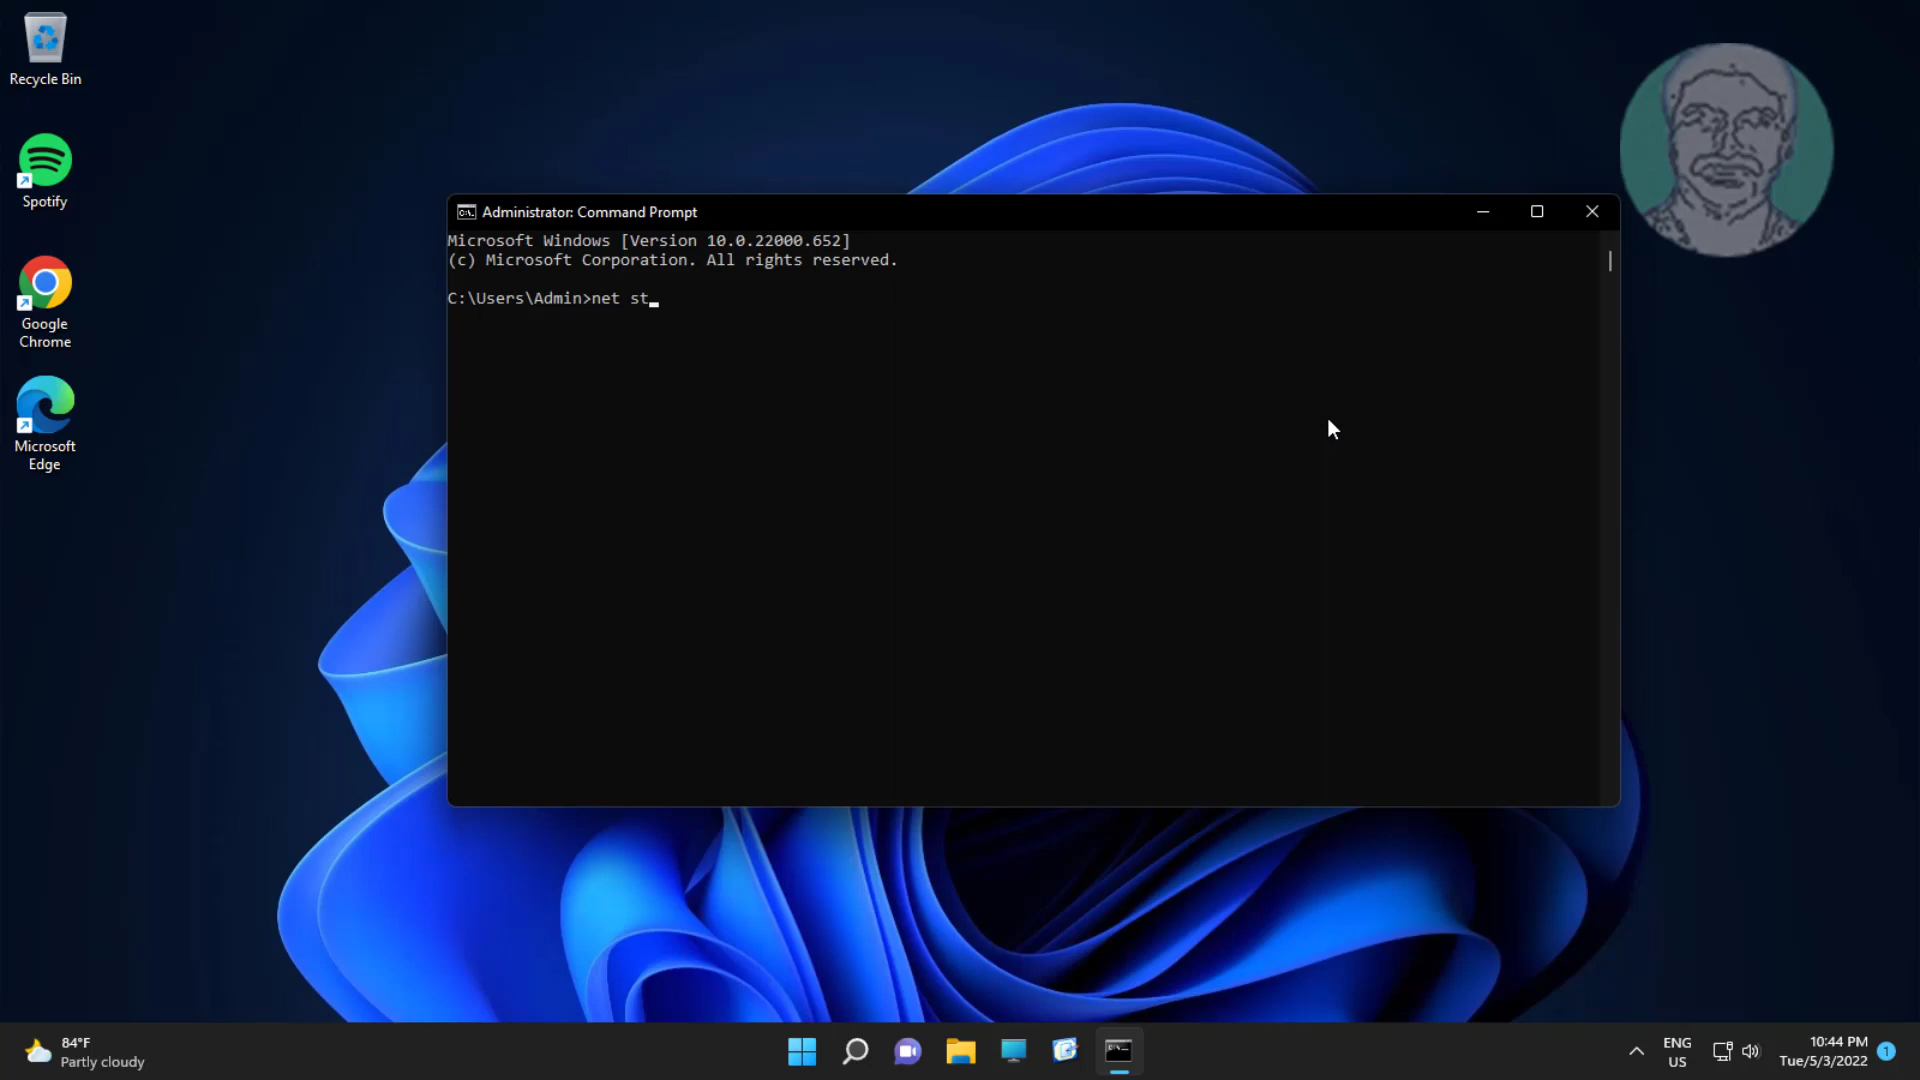 Recycle Bin
Spotify
Google
Chrome
Microsoft
Edge
Administrator: Command Prompt
Microsoft Windows [Version 10.0.22000.652]
(c) Microsoft Corporation. All rights reserved.
C:\Users\Admin>net st_
84°F
Partly cloudy
ENG
US
10:44 PM
Tue/5/3/2022
1